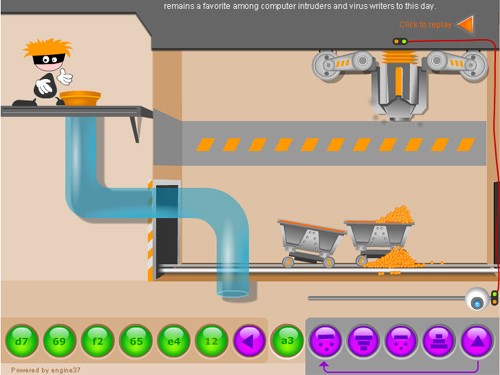 remains a favorite among computer intruders and virus writers to this day.
Click to replay
d7 69 f2 65 e4 12 a3
Powered by engine37